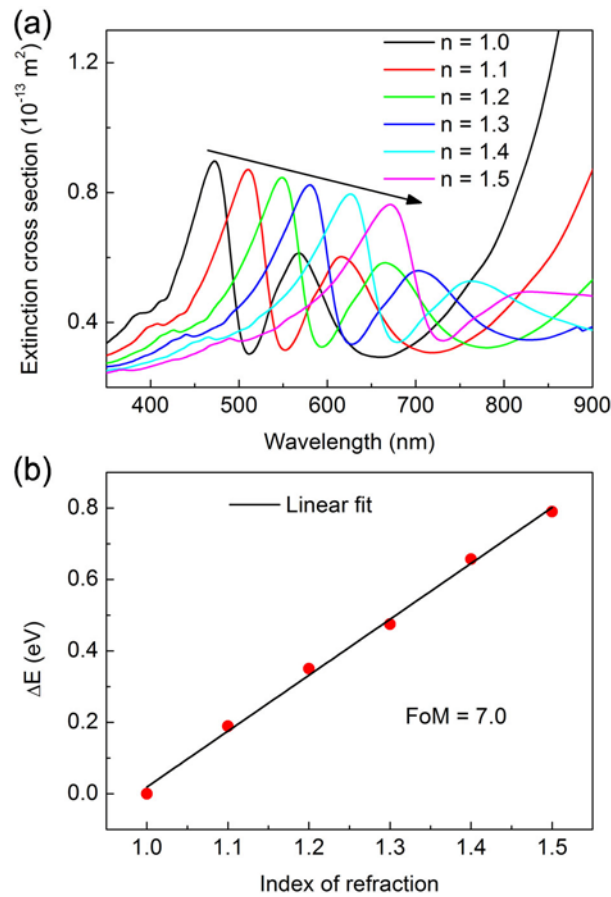 (a)
1.2
0.8
0.4
Extinction cross section (10⁻¹³ m²)
n = 1.0
n = 1.1
n = 1.2
n = 1.3
n = 1.4
n = 1.5
400 500 600 700 800 900
Wavelength (nm)
(b)
0.8
0.6
0.4
0.2
0.0
ΔE (eV)
Linear fit
FoM = 7.0
1.0 1.1 1.2 1.3 1.4 1.5
Index of refraction